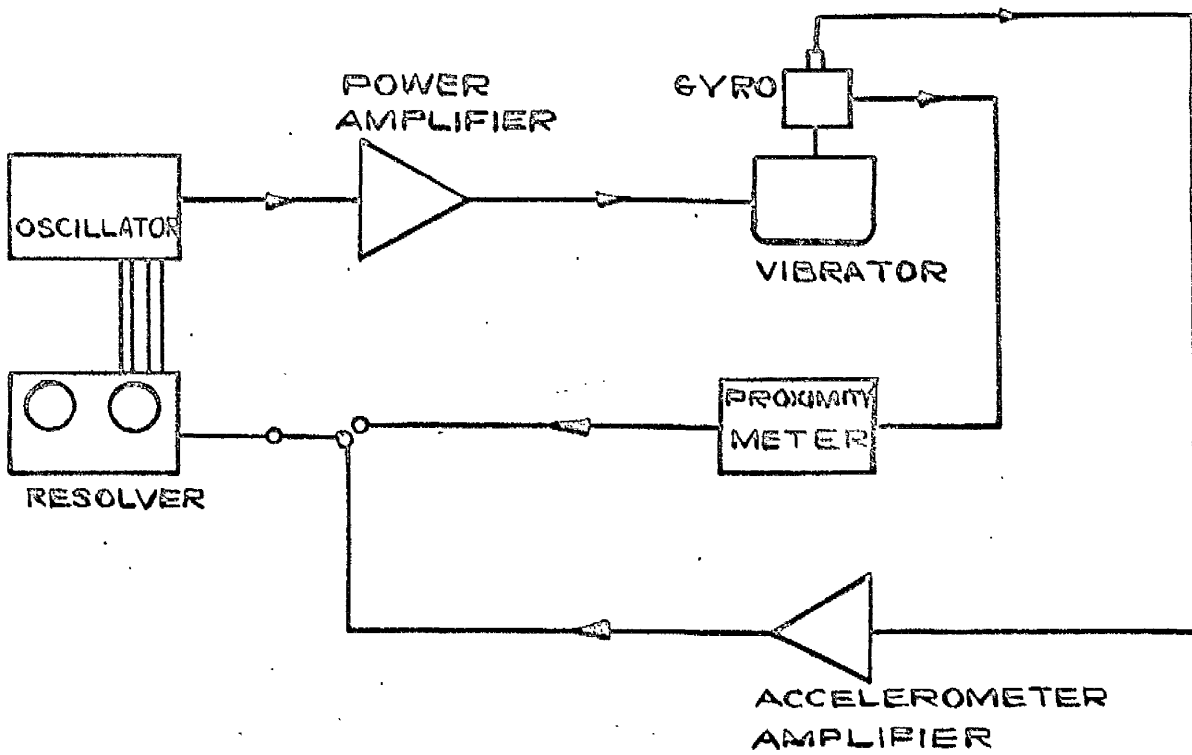 POWER
AMPLIFIER
GYRO
OSCILLATOR
VIBRATOR
PROXIMITY
METER
RESOLVER
ACCELEROMETER
AMPLIFIER